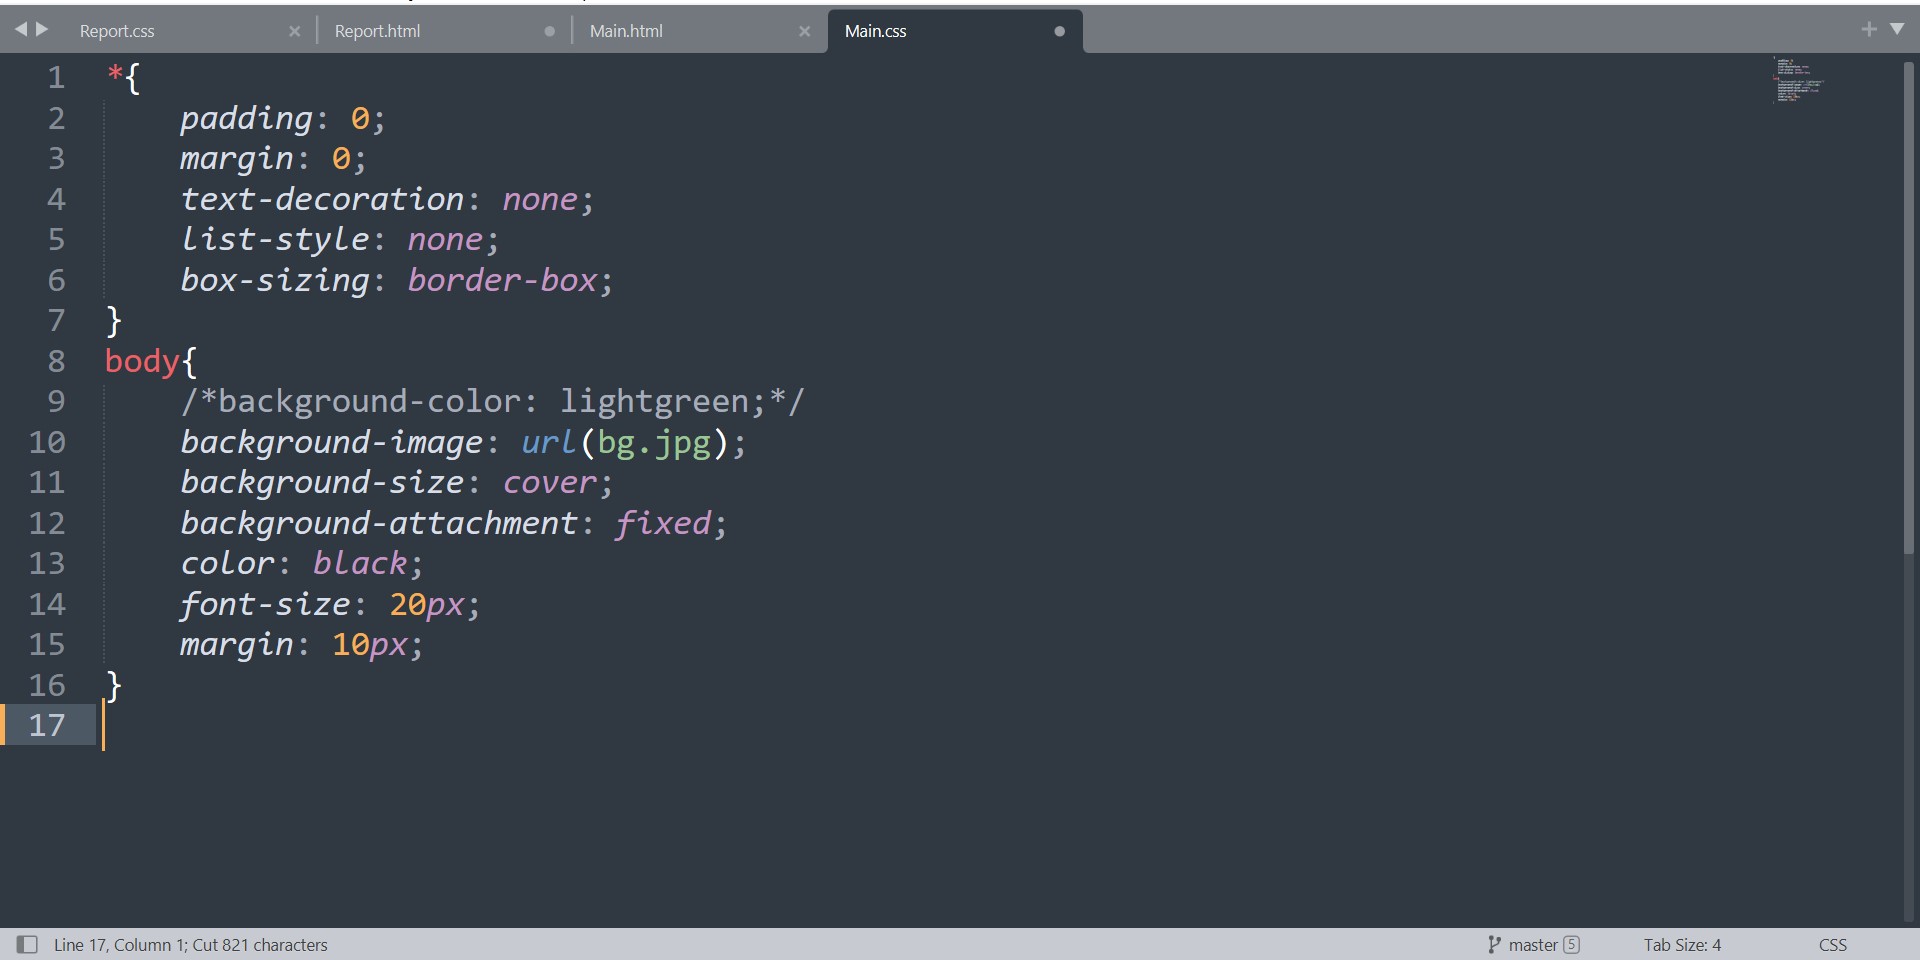 Report.css Report.html Main.html Main.css
1 *{
2 padding: 0;
3 margin: 0;
4 text-decoration: none;
5 list-style: none;
6 box-sizing: border-box;
7 }
8 body{
9 /*background-color: lightgreen;*/
10 background-image: url(bg.jpg);
11 background-size: cover;
12 background-attachment: fixed;
13 color: black;
14 font-size: 20px;
15 margin: 10px;
16 }
17
Line 17, Column 1; Cut 821 characters master 5 Tab Size: 4 CSS